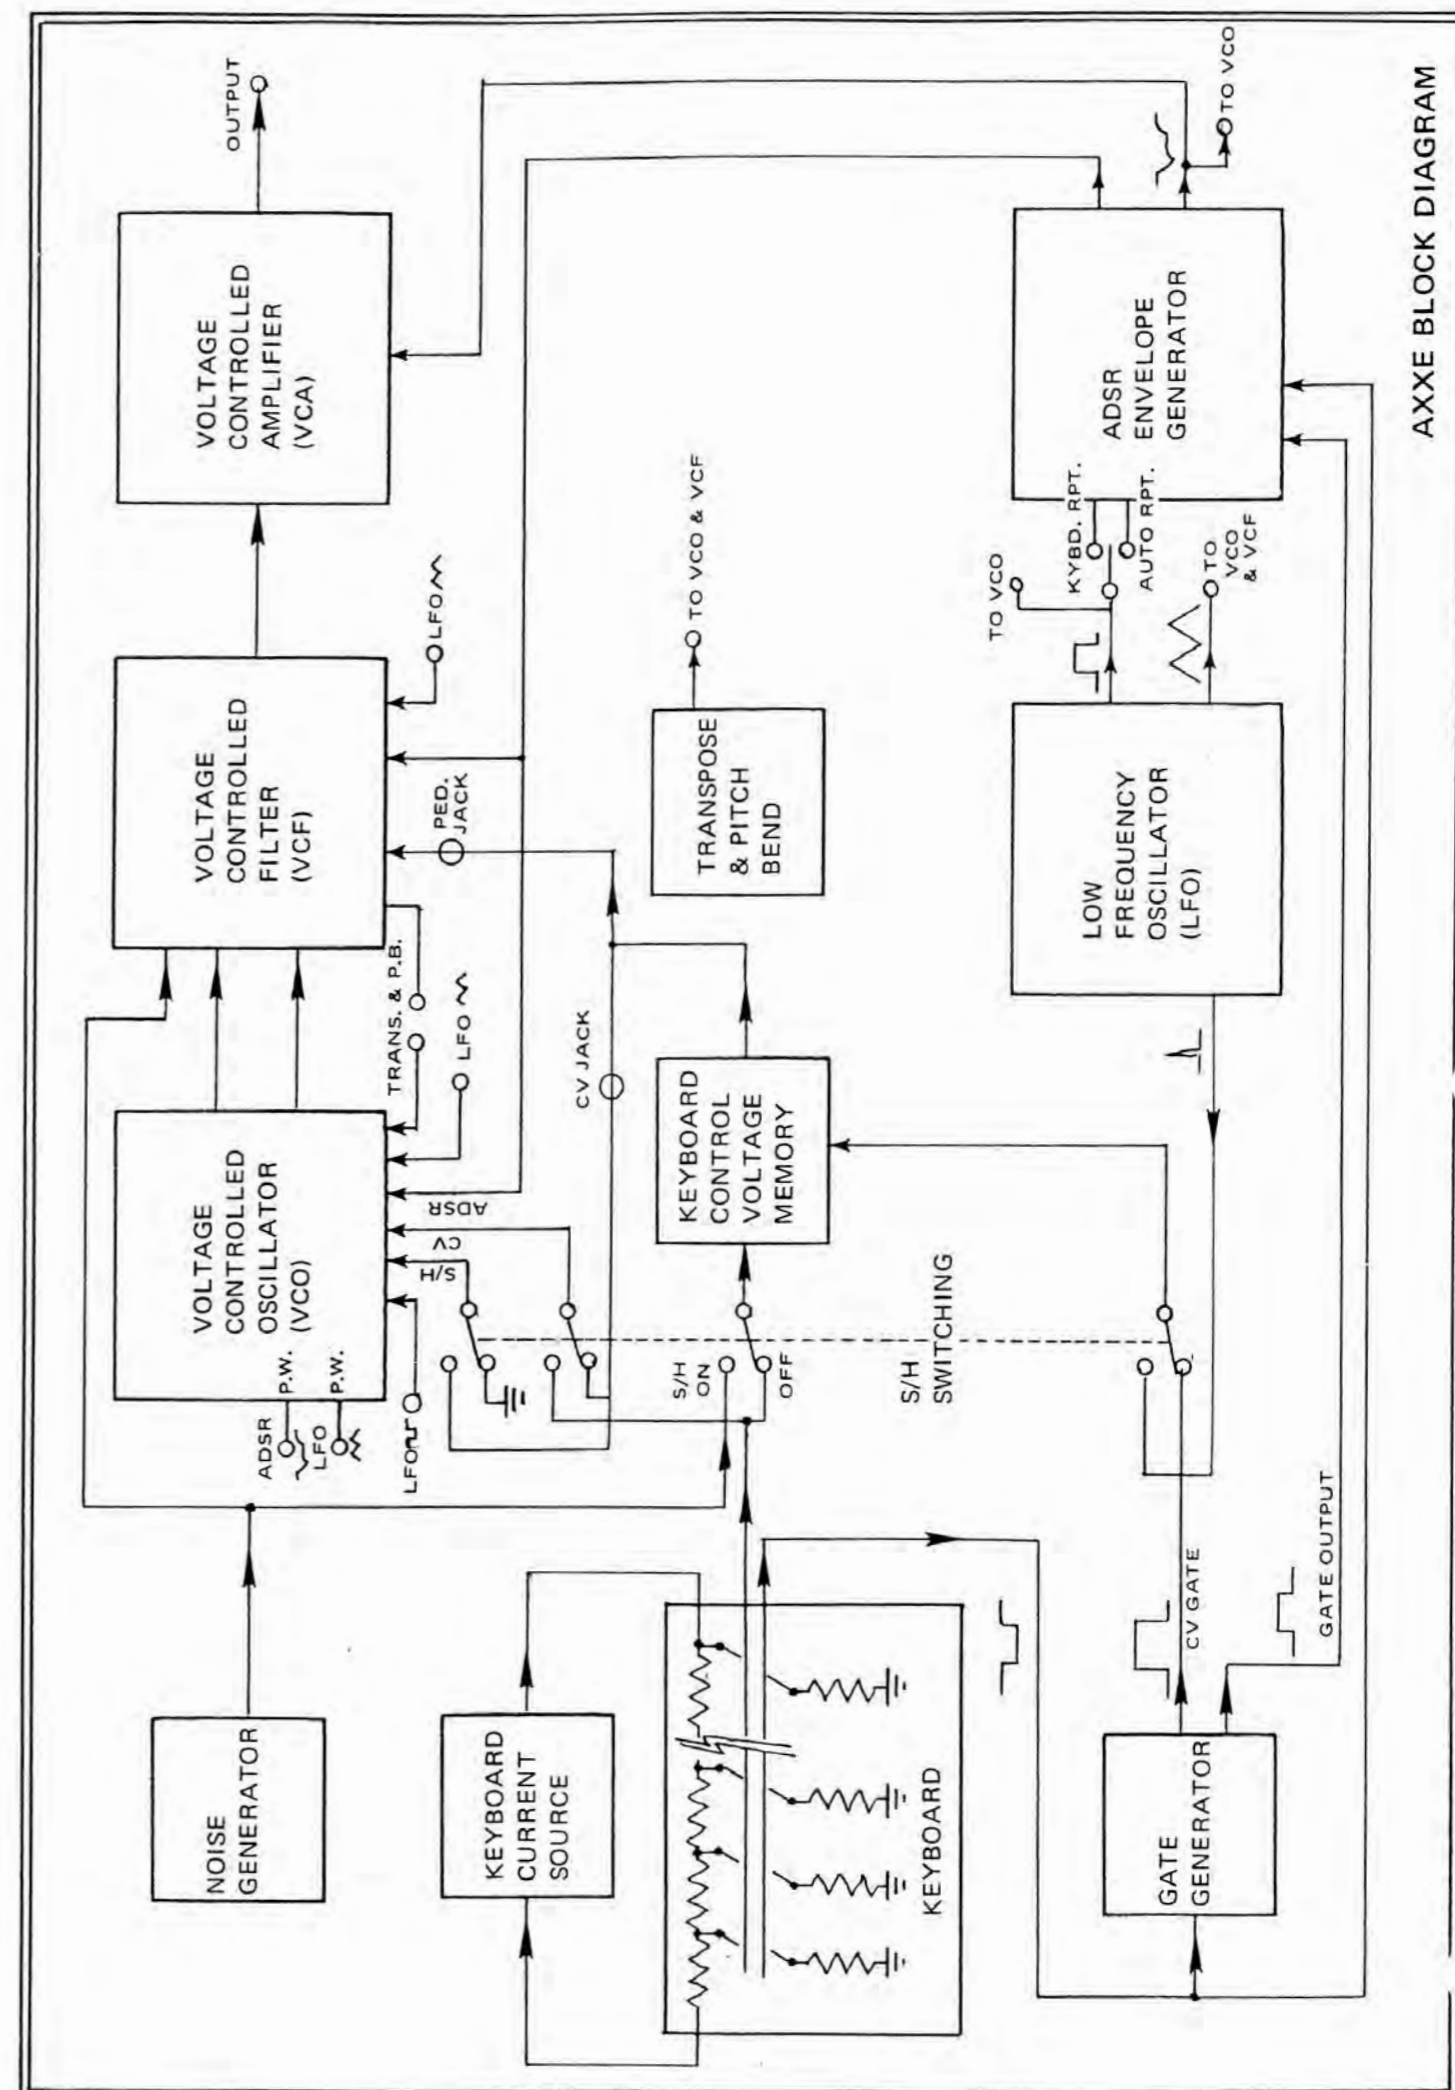 NOISE
GENERATOR
ADSR
P.W.
LFO
P.W.
VOLTAGE
CONTROLLED
OSCILLATOR
(VCO)
VOLTAGE
CONTROLLED
FILTER
(VCF)
VOLTAGE
CONTROLLED
AMPLIFIER
(VCA)
OUTPUT
LFO
S/H
CV
ADSR
LFO
TRANS. & P.B.
PED.
JACK
LFO
KEYBOARD
CURRENT
SOURCE
CV JACK
S/H
ON
OFF
KEYBOARD
CONTROL
VOLTAGE
MEMORY
TRANSPOSE
& PITCH
BEND
TO VCO & VCF
KEYBOARD
S/H
SWITCHING
GATE
GENERATOR
CV GATE
GATE OUTPUT
LOW
FREQUENCY
OSCILLATOR
(LFO)
TO VCO
KYBD. RPT.
AUTO RPT.
TO
VCO
& VCF
ADSR
ENVELOPE
GENERATOR
TO VCO
AXXE BLOCK DIAGRAM